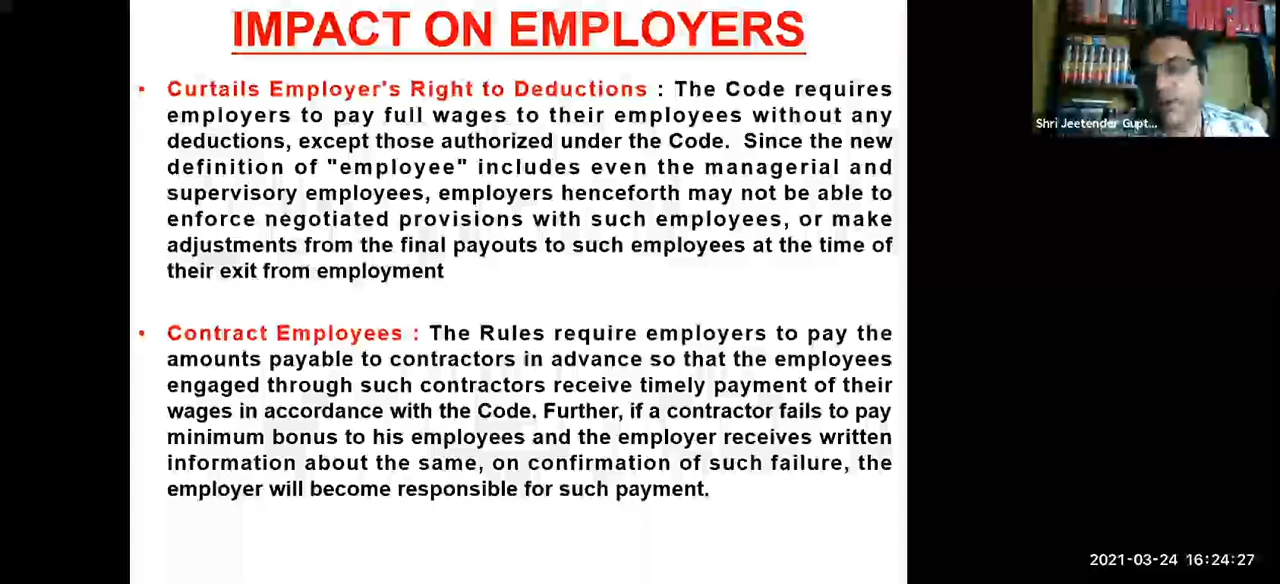 IMPACT ON EMPLOYERS
• Curtails Employer's Right to Deductions : The Code requires
employers to pay full wages to their employees without any
deductions, except those authorized under the Code. Since the new
definition of "employee" includes even the managerial and
supervisory employees, employers henceforth may not be able to
enforce negotiated provisions with such employees, or make
adjustments from the final payouts to such employees at the time of
their exit from employment
• Contract Employees : The Rules require employers to pay the
amounts payable to contractors in advance so that the employees
engaged through such contractors receive timely payment of their
wages in accordance with the Code. Further, if a contractor fails to pay
minimum bonus to his employees and the employer receives written
information about the same, on confirmation of such failure, the
employer will become responsible for such payment.
Shri Jeetender Gupt...
2021-03-24 16:24:27